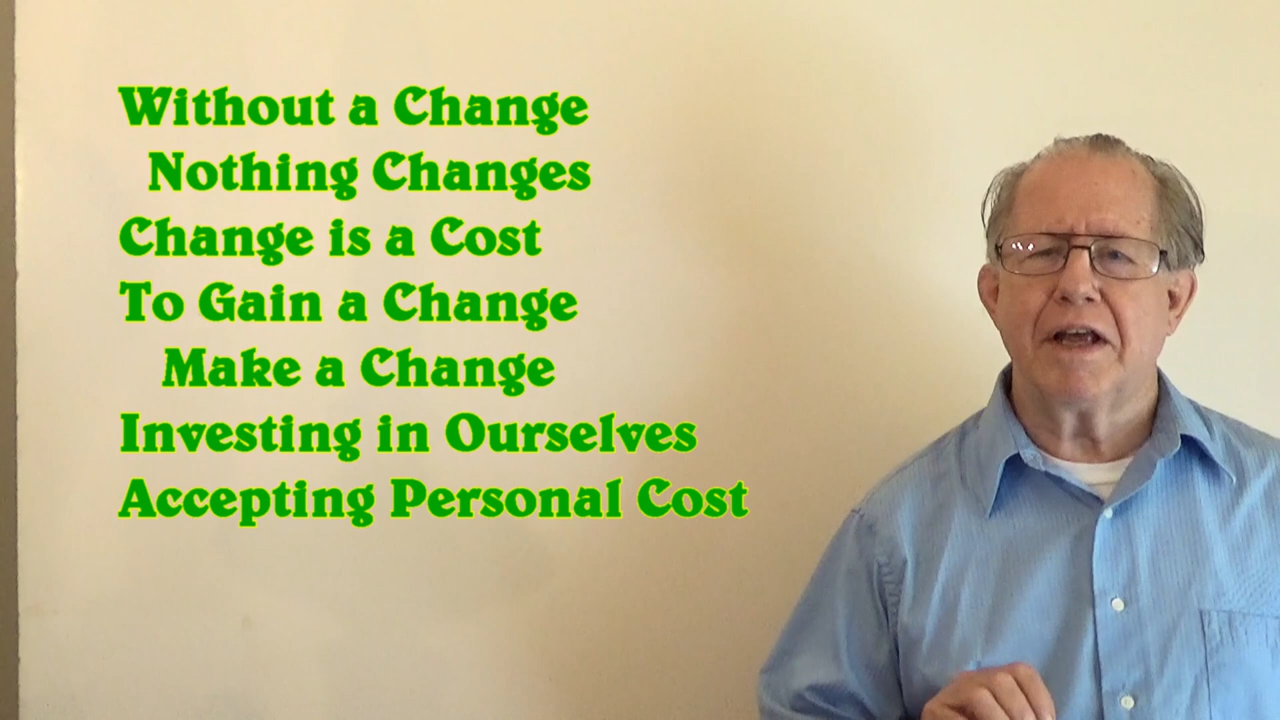 Without a Change
Nothing Changes
Change is a Cost
To Gain a Change
Make a Change
Investing in Ourselves
Accepting Personal Cost